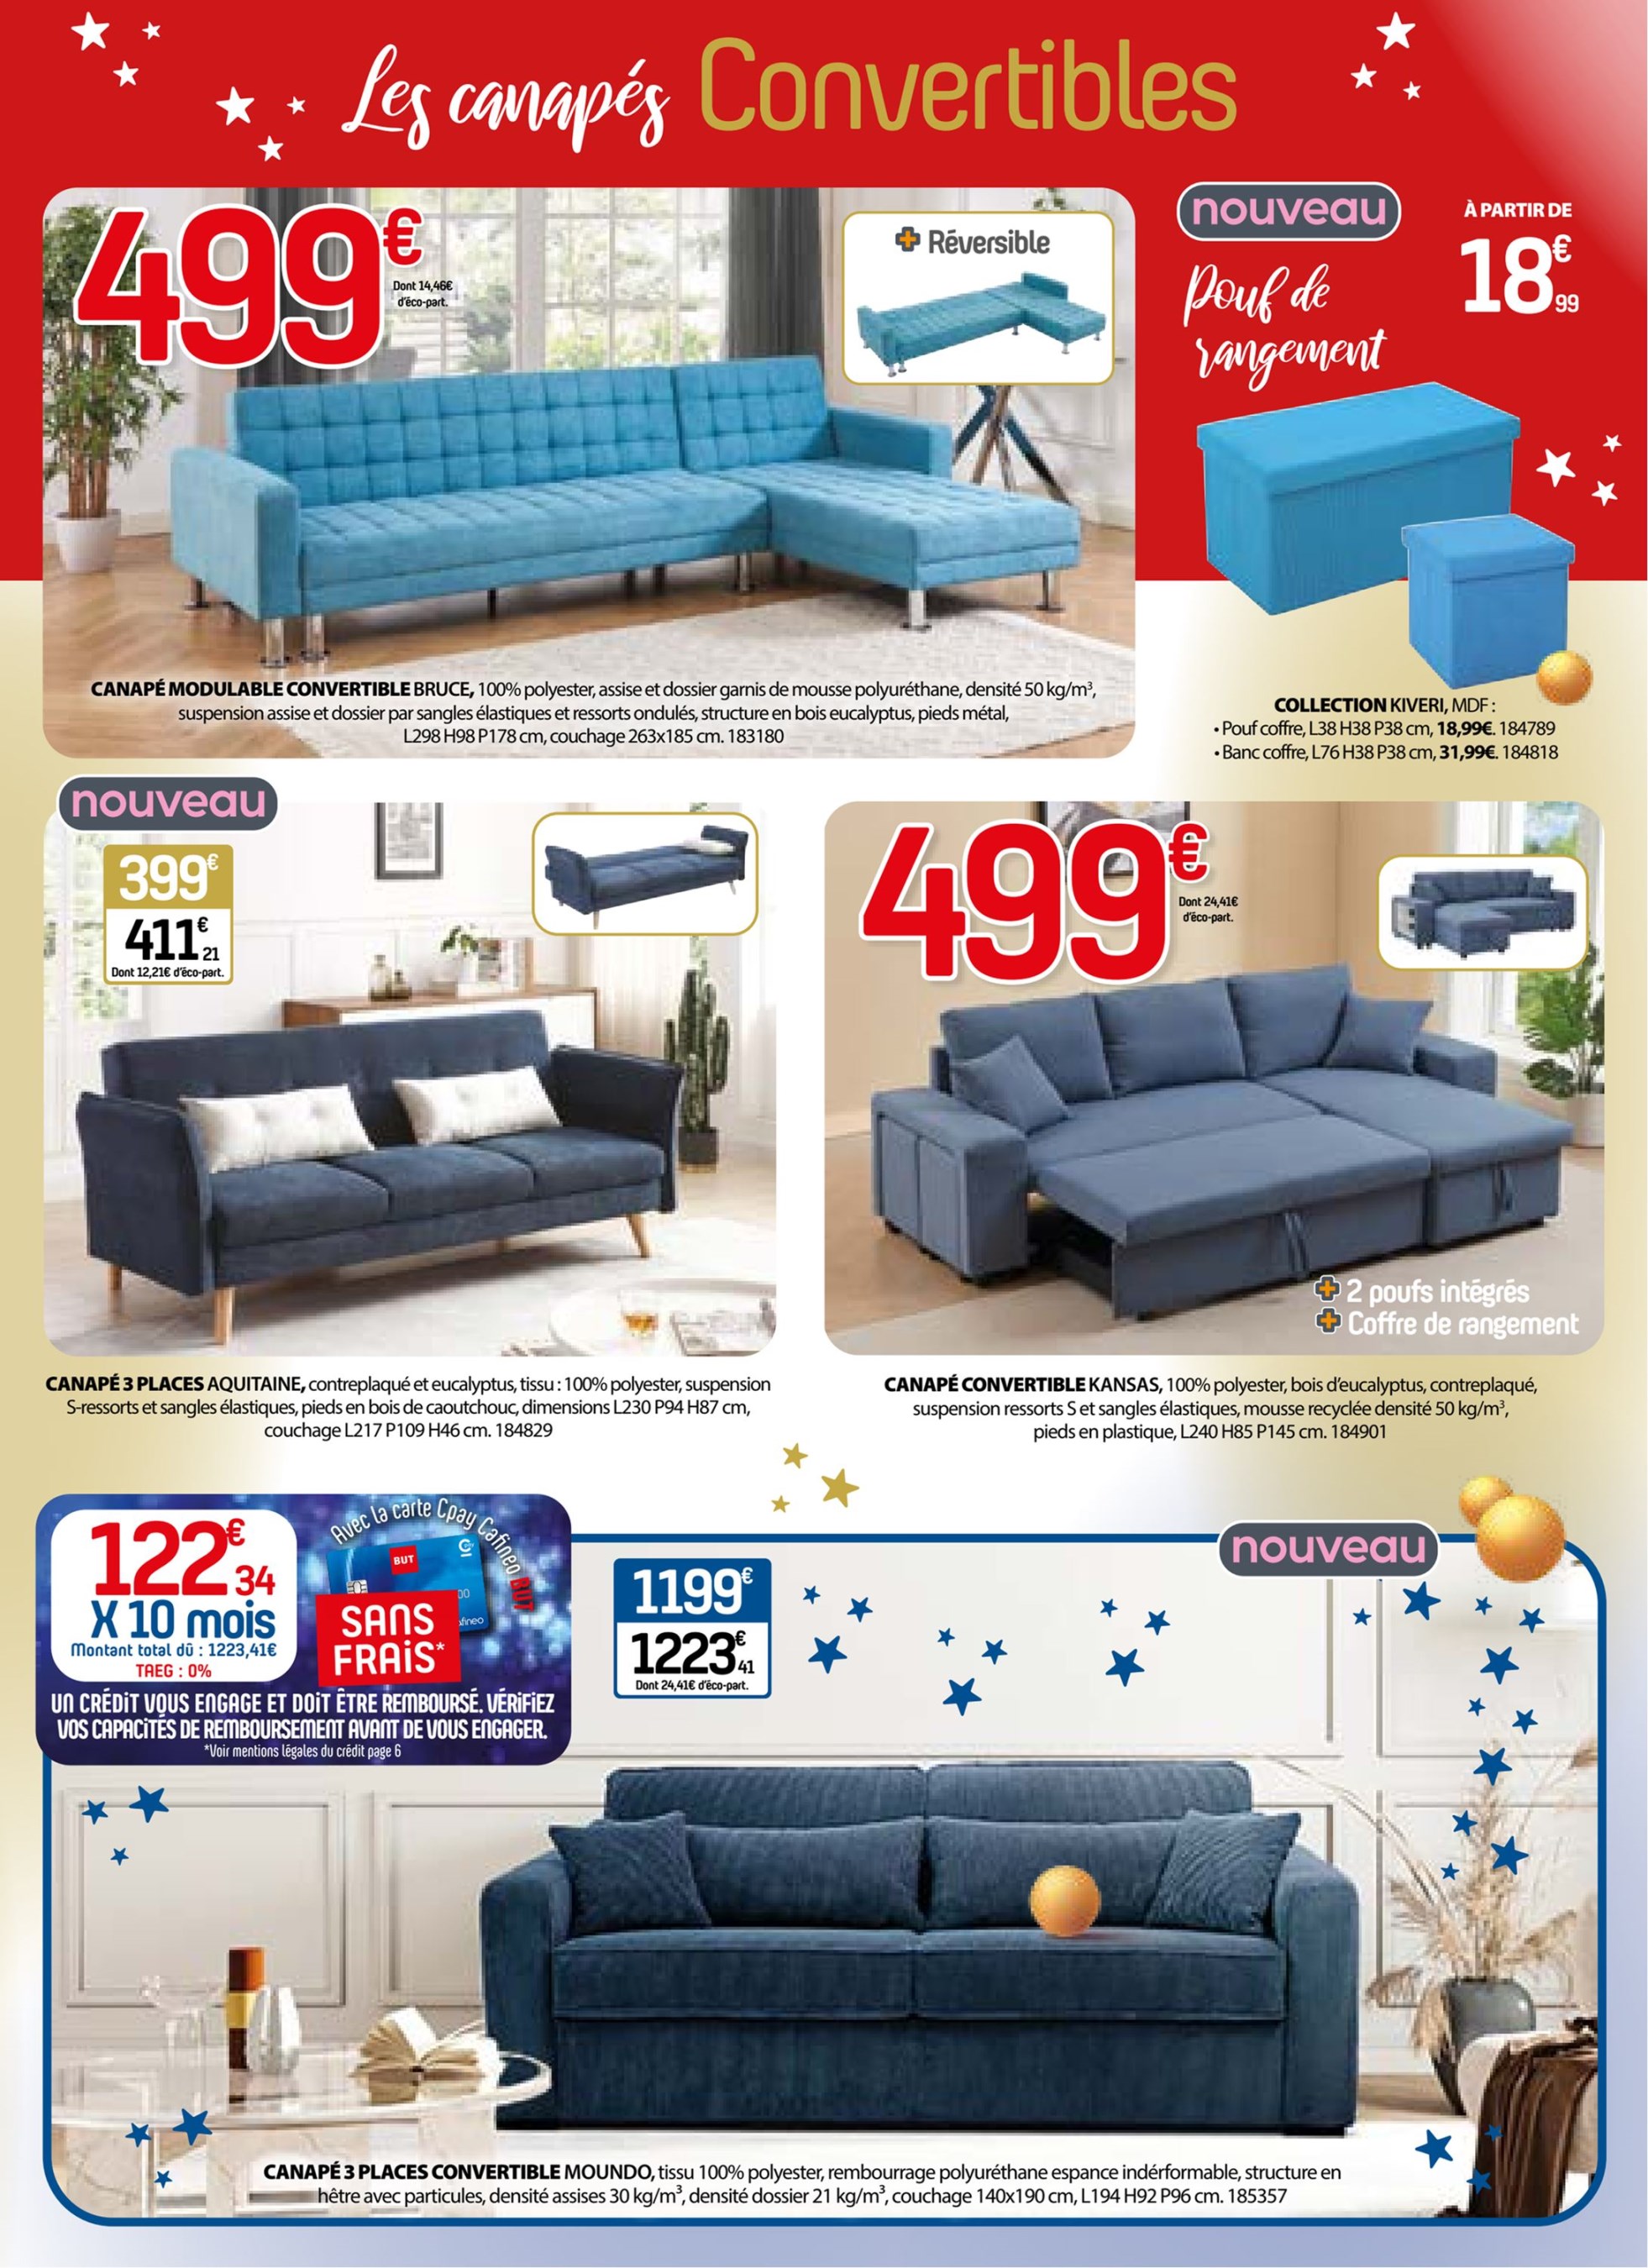 Les canapés Convertibles
499€
Dont 14,46€
d'éco-part.
Réversible
nouveau
À PARTIR DE
18€99
Pouf de
rangement
CANAPÉ MODULABLE CONVERTIBLE BRUCE, 100% polyester, assise et dossier garnis de mousse polyuréthane, densité 50 kg/m³,
suspension assise et dossier par sangles élastiques et ressorts ondulés, structure en bois eucalyptus, pieds métal,
L298 H98 P178 cm, couchage 263x185 cm. 183180
COLLECTION KIVERI, MDF :
• Pouf coffre, L38 H38 P38 cm, 18,99€. 184789
• Banc coffre, L76 H38 P38 cm, 31,99€. 184818
nouveau
399€
411€21
Dont 12,21€ d'éco-part.
499€
Dont 24,41€
d'éco-part.
2 poufs intégrés
Coffre de rangement
CANAPÉ 3 PLACES AQUITAINE, contreplaqué et eucalyptus, tissu : 100% polyester, suspension
S-ressorts et sangles élastiques, pieds en bois de caoutchouc, dimensions L230 P94 H87 cm,
couchage L217 P109 H46 cm. 184829
CANAPÉ CONVERTIBLE KANSAS, 100% polyester, bois d'eucalyptus, contreplaqué,
suspension ressorts S et sangles élastiques, mousse recyclée densité 50 kg/m³,
pieds en plastique, L240 H85 P145 cm. 184901
122€34
X 10 mois
Montant total dû : 1223,41€
TAEG : 0%
Avec la carte Cpay Cafineo BUT
BUT
SANS
FRAIS*
UN CRÉDIT VOUS ENGAGE ET DOIT ÊTRE REMBOURSÉ. VÉRIFIEZ
VOS CAPACITÉS DE REMBOURSEMENT AVANT DE VOUS ENGAGER.
*Voir mentions légales du crédit page 6
1199€
1223€41
Dont 24,41€ d'éco-part.
nouveau
CANAPÉ 3 PLACES CONVERTIBLE MOUNDO, tissu 100% polyester, rembourrage polyuréthane espace indérformable, structure en
hêtre avec particules, densité assises 30 kg/m³, densité dossier 21 kg/m³, couchage 140x190 cm, L194 H92 P96 cm. 185357